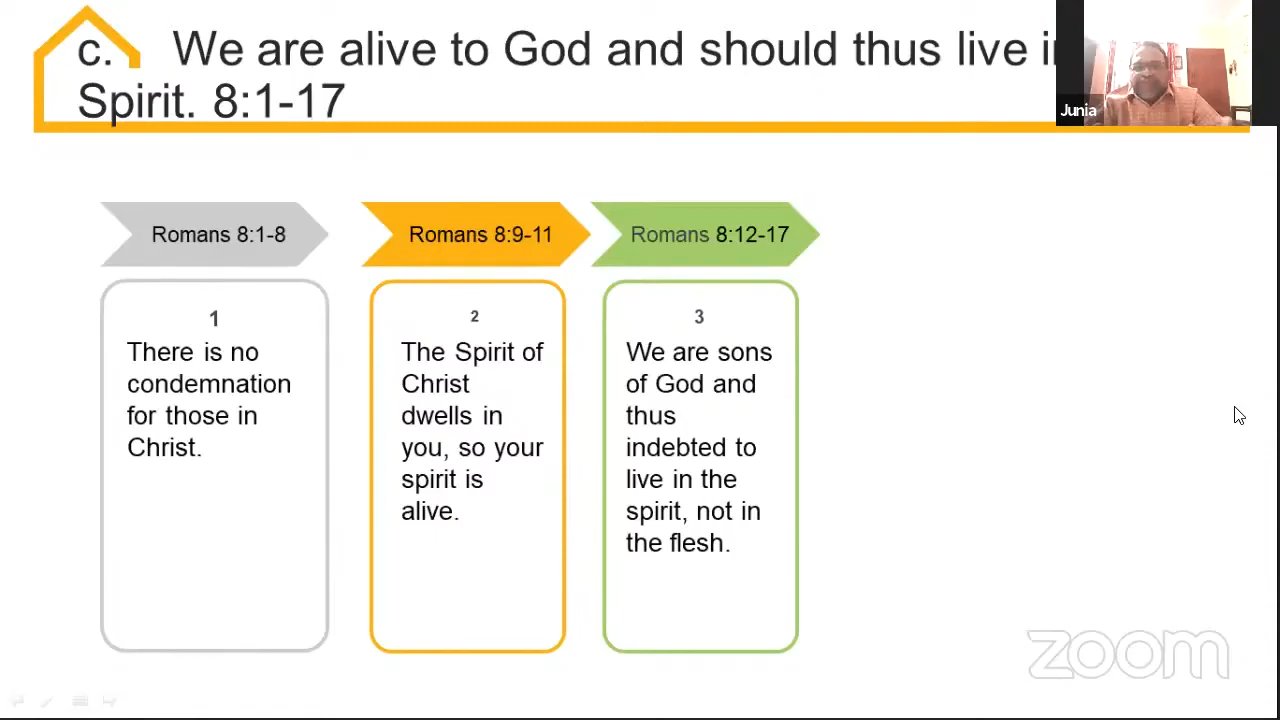 c. We are alive to God and should thus live
Spirit. 8:1-17
Junia
Romans 8:1-8
Romans 8:9-11
Romans 8:12-17
1
There is no
condemnation
for those in
Christ.
2
The Spirit of
Christ
dwells in
you, so your
spirit is
alive.
3
We are sons
of God and
thus
indebted to
live in the
spirit, not in
the flesh.
zoom